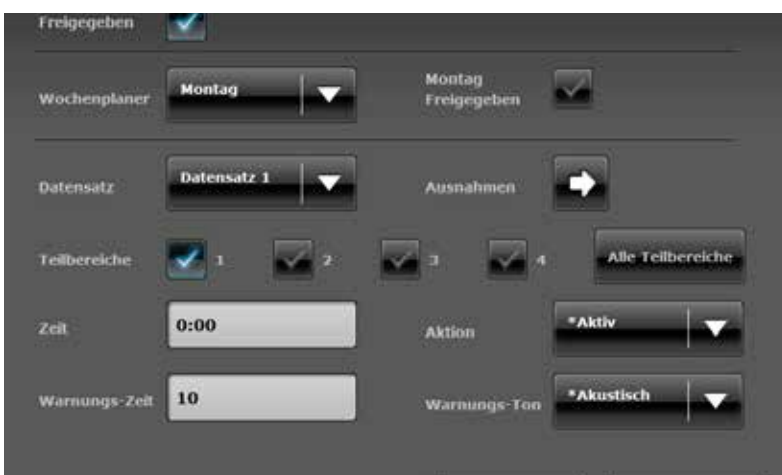 Freigegeben
Wochenplaner Montag Montag Freigegeben
Datensatz Datensatz 1 Ausnahmen
Teilbereiche 1 2 3 4 Alle Teilbereiche
Zeit 0:00 Aktion *Aktiv
Warnungs-Zeit 10 Warnungs-Ton *Akustisch